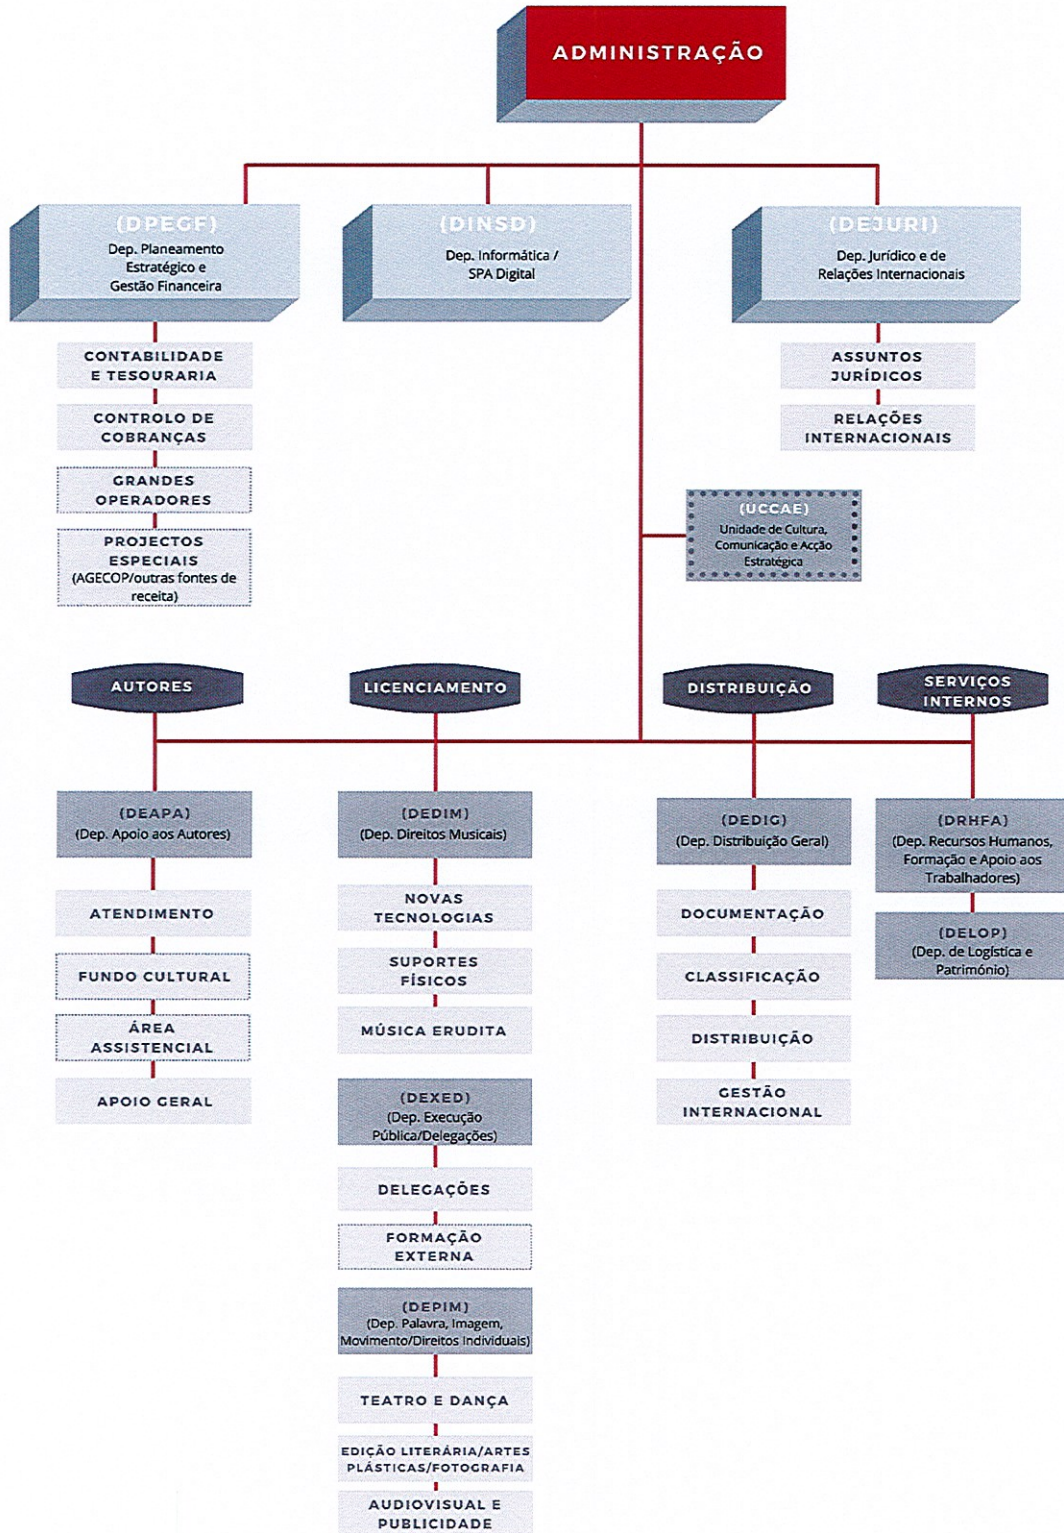 ADMINISTRAÇÃO
(DPEGF)
Dep. Planeamento
Estratégico e
Gestão Financeira
(DINSD)
Dep. Informática /
SPA Digital
(DEJURI)
Dep. Jurídico e de
Relações Internacionais
CONTABILIDADE
E TESOURARIA
CONTROLO DE
COBRANÇAS
GRANDES
OPERADORES
PROJECTOS
ESPECIAIS
(AGECOP/outras fontes de
receita)
ASSUNTOS
JURÍDICOS
RELAÇÕES
INTERNACIONAIS
(UCCAE)
Unidade de Cultura,
Comunicação e Acção
Estratégica
AUTORES
LICENCIAMENTO
DISTRIBUIÇÃO
SERVIÇOS
INTERNOS
(DEAPA)
(Dep. Apoio aos Autores)
ATENDIMENTO
FUNDO CULTURAL
ÁREA
ASSISTENCIAL
APOIO GERAL
(DEDIM)
(Dep. Direitos Musicais)
NOVAS
TECNOLOGIAS
SUPORTES
FÍSICOS
MÚSICA ERUDITA
(DEXED)
(Dep. Execução
Pública/Delegações)
DELEGAÇÕES
FORMAÇÃO
EXTERNA
(DEPIM)
(Dep. Palavra, Imagem,
Movimento/Direitos Individuais)
TEATRO E DANÇA
EDIÇÃO LITERÁRIA/ARTES
PLÁSTICAS/FOTOGRAFIA
AUDIOVISUAL E
PUBLICIDADE
(DEDIG)
(Dep. Distribuição Geral)
DOCUMENTAÇÃO
CLASSIFICAÇÃO
DISTRIBUIÇÃO
GESTÃO
INTERNACIONAL
(DRHFA)
(Dep. Recursos Humanos,
Formação e Apoio aos
Trabalhadores)
(DELOP)
(Dep. de Logística e
Património)